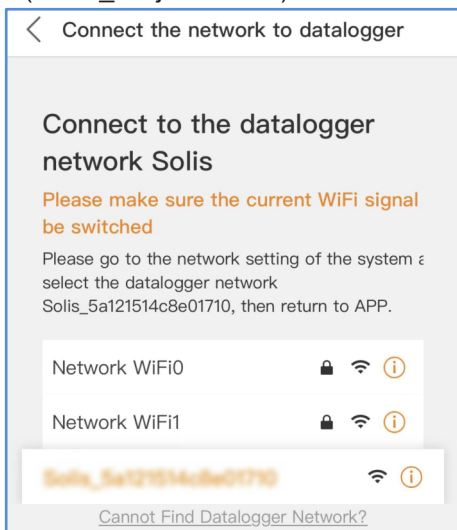 Connect the network to datalogger
Connect to the datalogger
network Solis
Please make sure the current WiFi signal
be switched
Please go to the network setting of the system
select the datalogger network
Solis_5a121514c8e01710, then return to APP.
Network WiFi0
Network WiFi1
Solis_5a121514c8e01710
Cannot Find Datalogger Network?